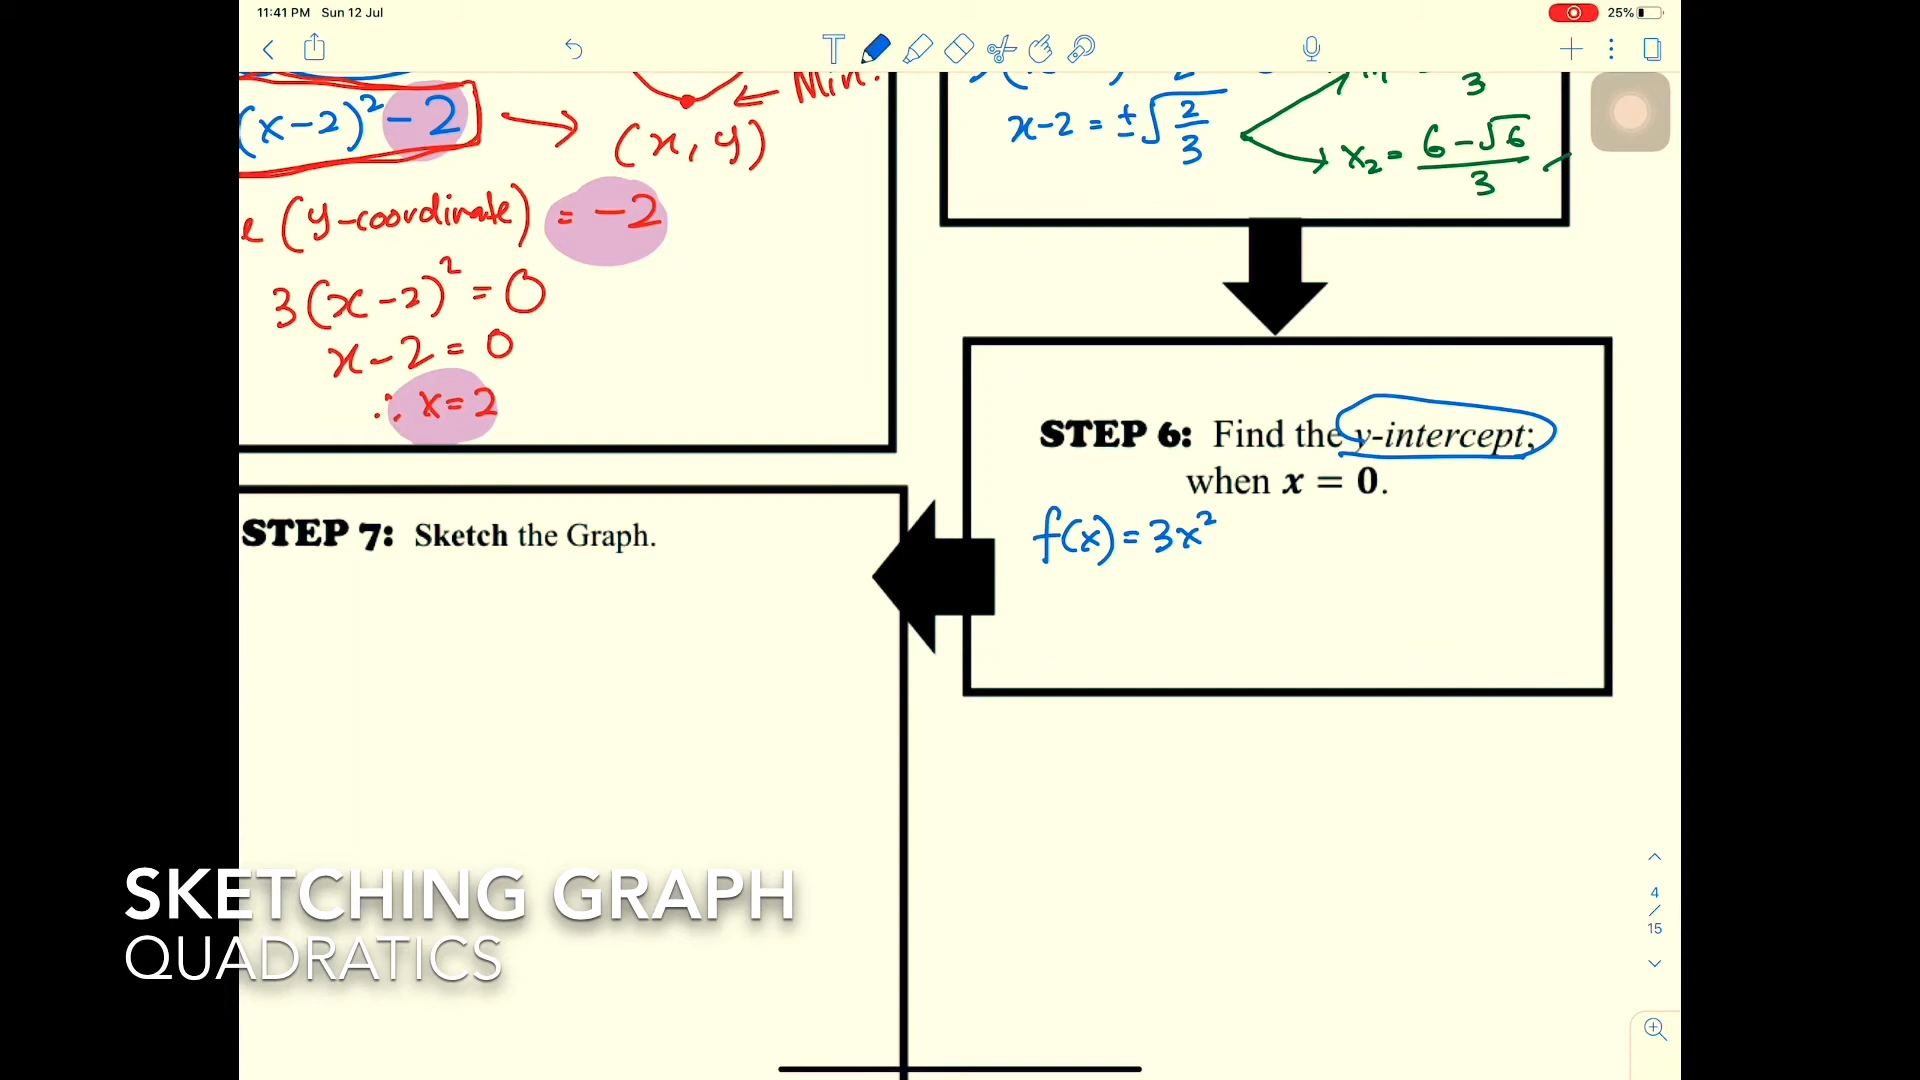 11:41 PM Sun 12 Jul
25%
T
(x-2)² - 2
(x, y)
Min.
(y-coordinate) = -2
3(x-2)² = 0
x-2 = 0
∴ x = 2
x-2 = ±√2/3
3
x₂ = 6-√6/3
STEP 6: Find the y-intercept;
when x = 0.
f(x) = 3x²
STEP 7: Sketch the Graph.
SKETCHING GRAPH
QUADRATICS
4
/
15